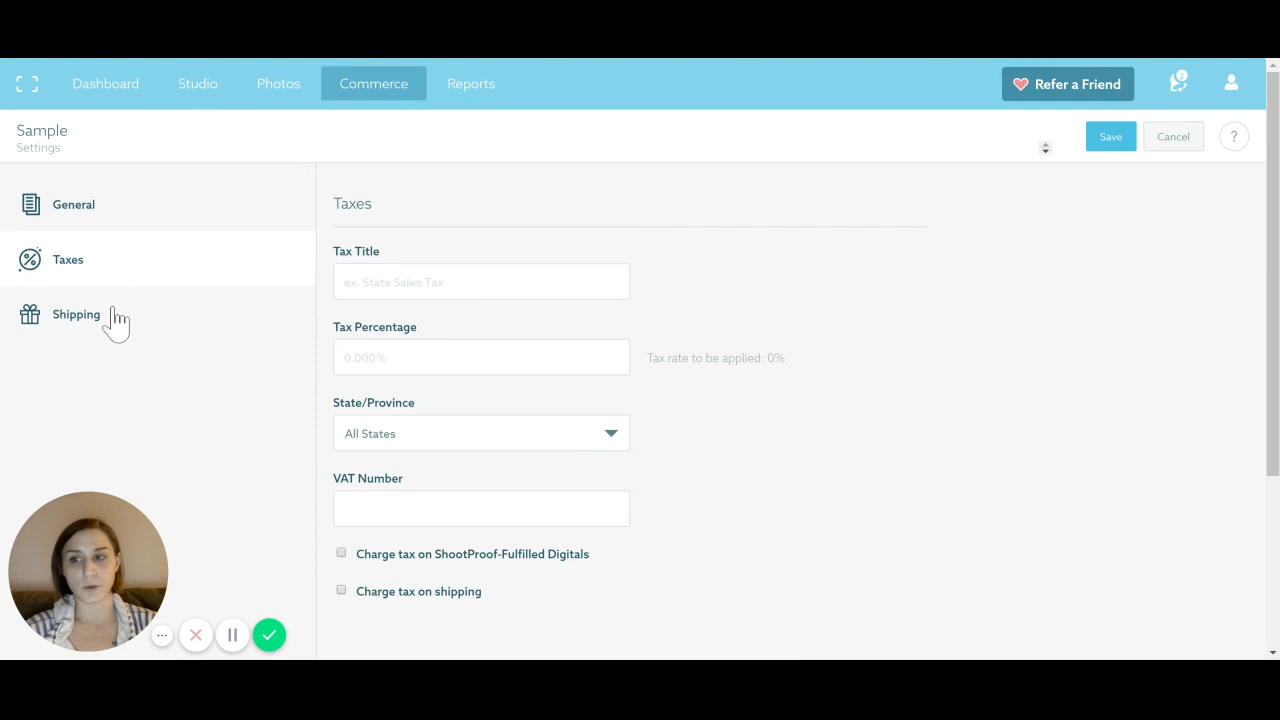 Dashboard
Studio
Photos
Commerce
Reports
Refer a Friend
2
Sample
Settings
Save
Cancel
?
General
Taxes
Shipping
Taxes
Tax Title
ex. State Sales Tax
Tax Percentage
0.000%
Tax rate to be applied: 0%
State/Province
All States
VAT Number
Charge tax on ShootProof-Fulfilled Digitals
Charge tax on shipping